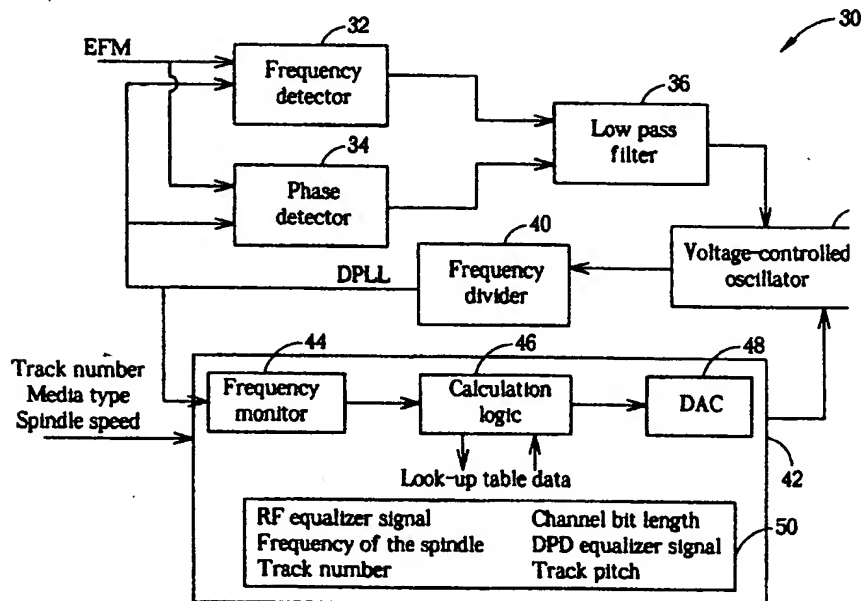 30
32
EFM
Frequency
detector
36
Low pass
filter
34
Phase
detector
40
Voltage-controlled
oscillator
DPLL
Frequency
divider
44
46
48
Track number
Media type
Spindle speed
Frequency
monitor
Calculation
logic
DAC
42
Look-up table data
50
RF equalizer signal
Channel bit length
Frequency of the spindle
DPD equalizer signal
Track number
Track pitch